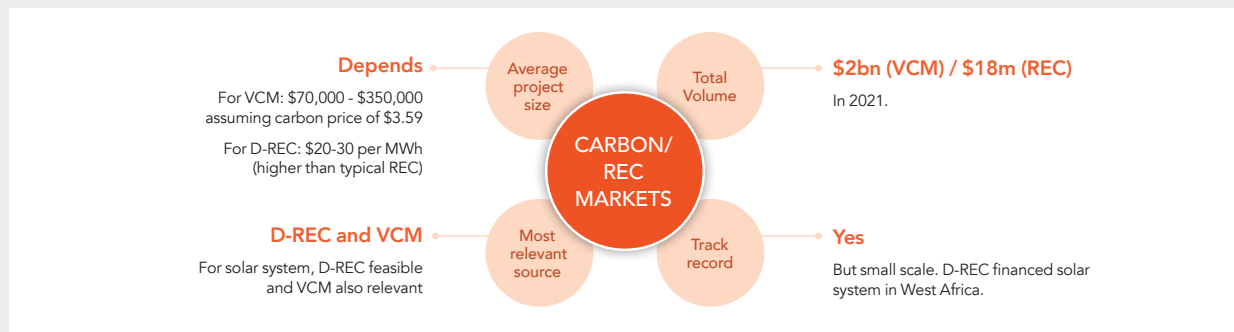 Depends
For VCM: $70,000 - $350,000
assuming carbon price of $3.59
For D-REC: $20-30 per MWh
(higher than typical REC)
Average
project
size
Total
Volume
$2bn (VCM) / $18m (REC)
In 2021.
CARBON/
REC
MARKETS
D-REC and VCM
For solar system, D-REC feasible
and VCM also relevant
Most
relevant
source
Track
record
Yes
But small scale. D-REC financed solar
system in West Africa.